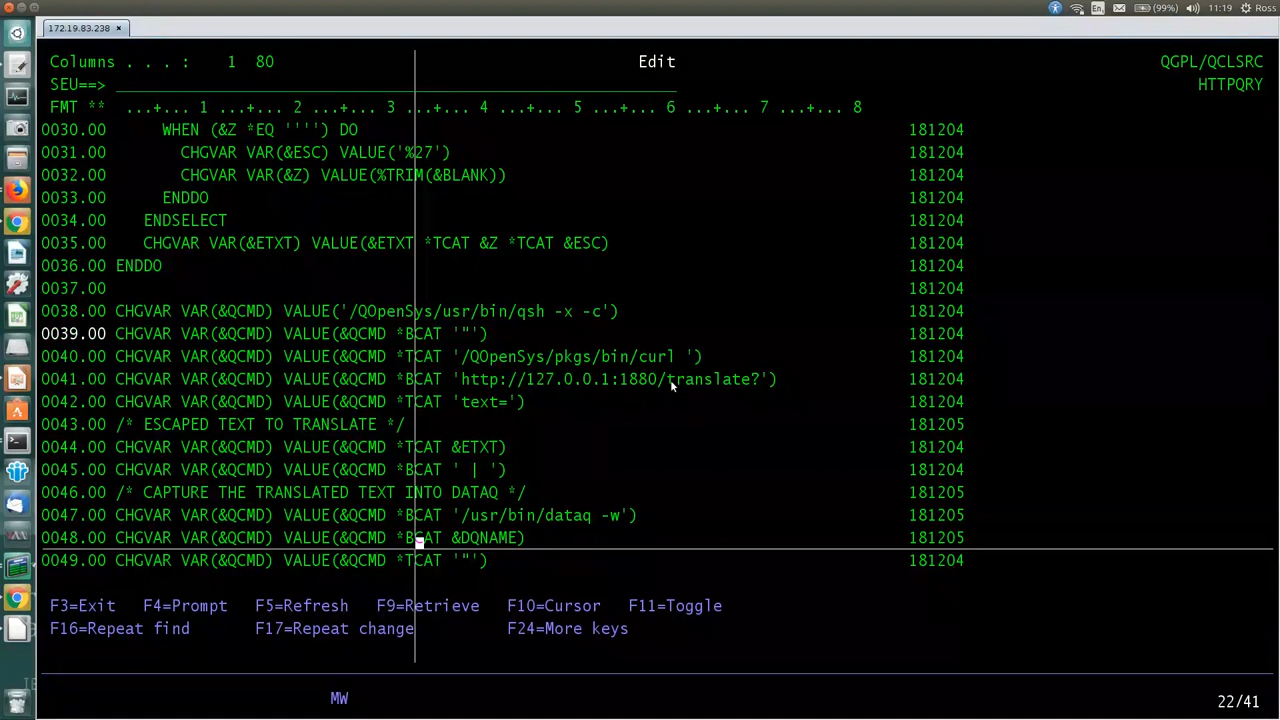 (99%) 11:19 Ross
En
172.19.83.238 ×
Columns . . . : 1 80 Edit QGPL/QCLSRC
SEU==> HTTPQRY
FMT ** ...+... 1 ...+... 2 ...+... 3 ...+... 4 ...+... 5 ...+... 6 ...+... 7 ...+... 8
0030.00 WHEN (&Z *EQ '''') DO 181204
0031.00 CHGVAR VAR(&ESC) VALUE('%27') 181204
0032.00 CHGVAR VAR(&Z) VALUE(%TRIM(&BLANK)) 181204
0033.00 ENDDO 181204
0034.00 ENDSELECT 181204
0035.00 CHGVAR VAR(&ETXT) VALUE(&ETXT *TCAT &Z *TCAT &ESC) 181204
0036.00 ENDDO 181204
0037.00 181204
0038.00 CHGVAR VAR(&QCMD) VALUE('/QOpenSys/usr/bin/qsh -x -c') 181204
0039.00 CHGVAR VAR(&QCMD) VALUE(&QCMD *BCAT '"') 181204
0040.00 CHGVAR VAR(&QCMD) VALUE(&QCMD *TCAT '/QOpenSys/pkgs/bin/curl ') 181204
0041.00 CHGVAR VAR(&QCMD) VALUE(&QCMD *BCAT 'http://127.0.0.1:1880/translate?') 181204
0042.00 CHGVAR VAR(&QCMD) VALUE(&QCMD *TCAT 'text=') 181204
0043.00 /* ESCAPED TEXT TO TRANSLATE */ 181205
0044.00 CHGVAR VAR(&QCMD) VALUE(&QCMD *TCAT &ETXT) 181204
0045.00 CHGVAR VAR(&QCMD) VALUE(&QCMD *BCAT ' | ') 181204
0046.00 /* CAPTURE THE TRANSLATED TEXT INTO DATAQ */ 181205
0047.00 CHGVAR VAR(&QCMD) VALUE(&QCMD *BCAT '/usr/bin/dataq -w') 181205
0048.00 CHGVAR VAR(&QCMD) VALUE(&QCMD *BCAT &DQNAME) 181205
0049.00 CHGVAR VAR(&QCMD) VALUE(&QCMD *TCAT '"') 181204
F3=Exit F4=Prompt F5=Refresh F9=Retrieve F10=Cursor F11=Toggle
F16=Repeat find F17=Repeat change F24=More keys
MW 22/41